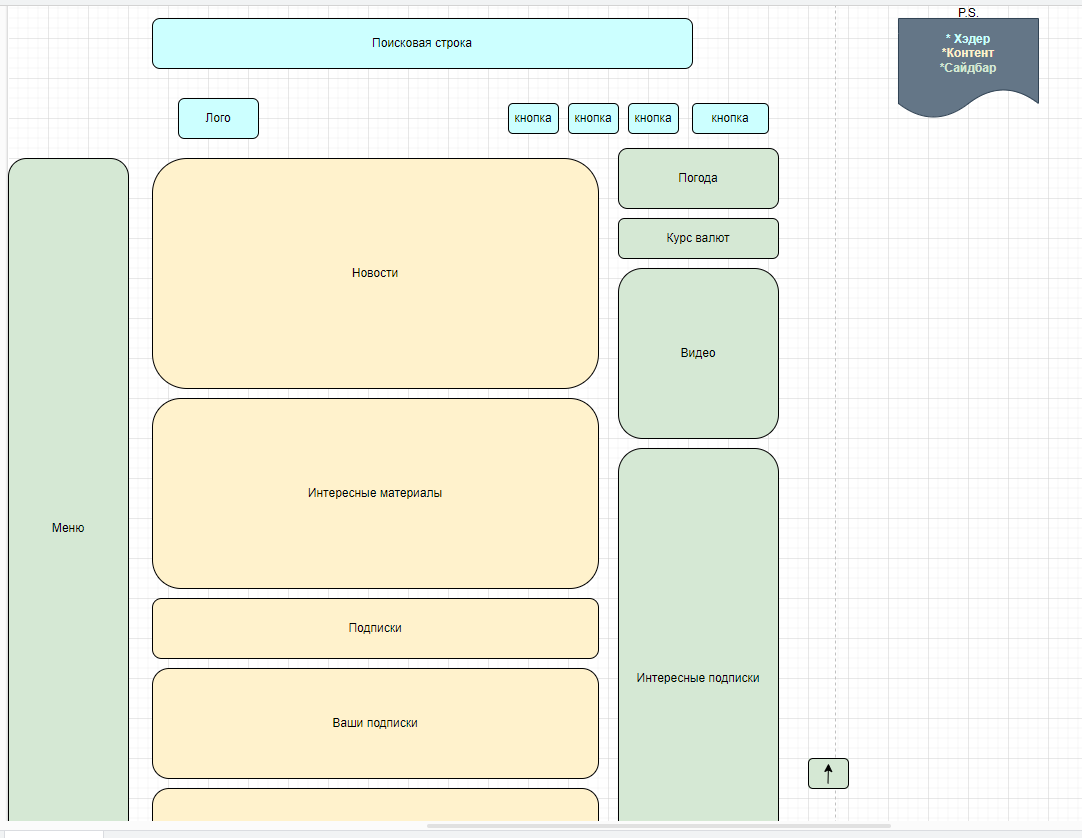 P.S.
* Хэдер
*Контент
*Сайдбар
Поисковая строка
Лого
кнопка
кнопка
кнопка
кнопка
Меню
Новости
Интересные материалы
Подписки
Ваши подписки
Погода
Курс валют
Видео
Интересные подписки